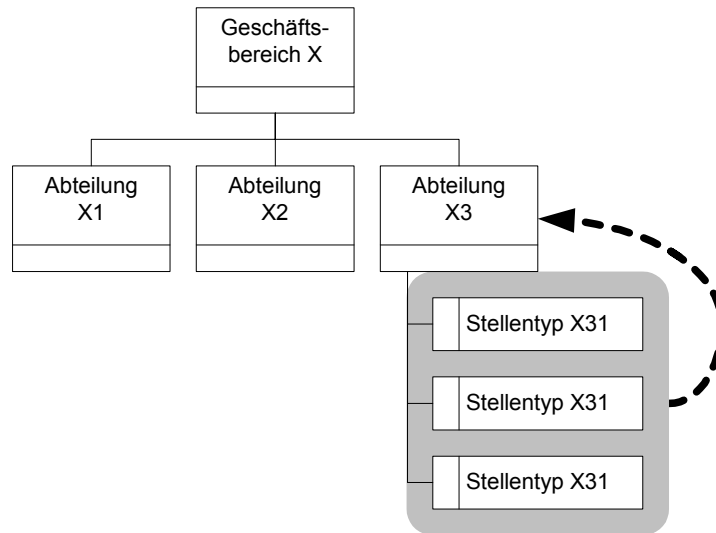 Geschäfts-
bereich X
Abteilung
X1
Abteilung
X2
Abteilung
X3
Stellentyp X31
Stellentyp X31
Stellentyp X31